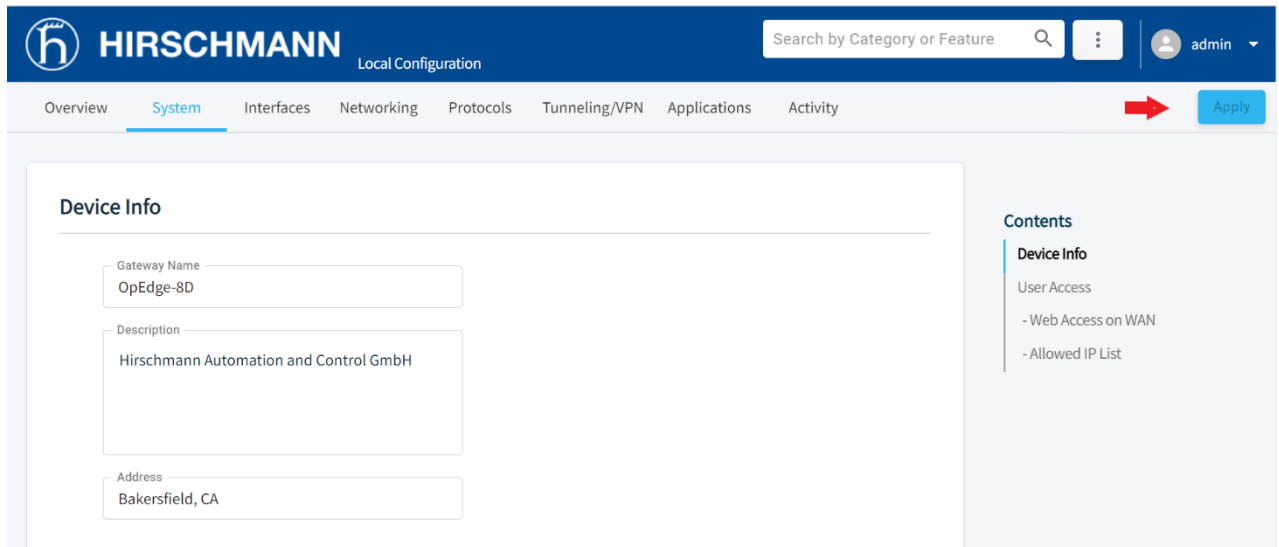 HIRSCHMANN
Local Configuration
Search by Category or Feature
admin
Overview System Interfaces Networking Protocols Tunneling/VPN Applications Activity
Apply
Device Info
Gateway Name
OpEdge-8D
Description
Hirschmann Automation and Control GmbH
Address
Bakersfield, CA
Contents
Device Info
User Access
- Web Access on WAN
- Allowed IP List